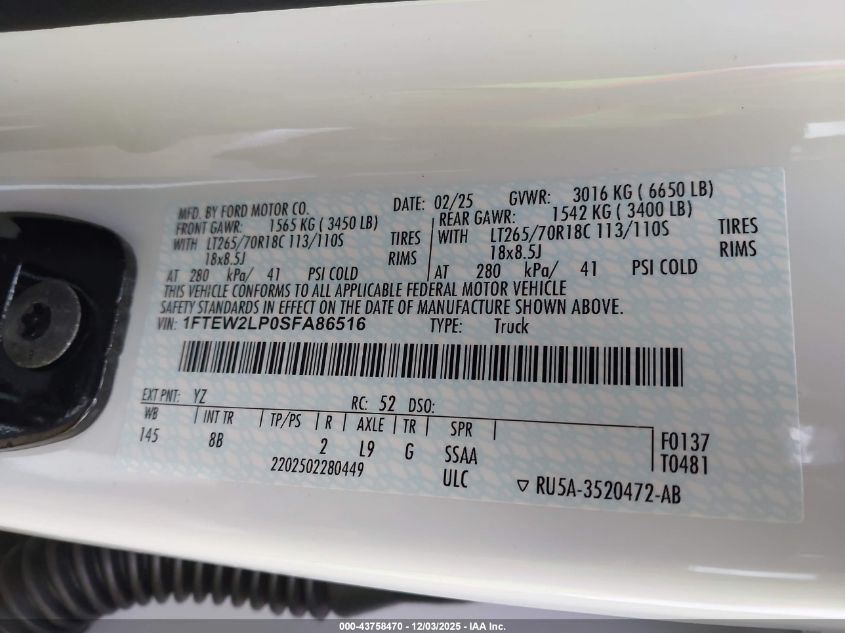 MFD. BY FORD MOTOR CO. DATE: 02/25 GVWR: 3016 KG ( 6650 LB)
FRONT GAWR: 1565 KG ( 3450 LB) REAR GAWR: 1542 KG ( 3400 LB)
WITH LT265/70R18C 113/110S TIRES WITH LT265/70R18C 113/110S TIRES
18x8.5J RIMS 18x8.5J RIMS
AT 280 kPa/ 41 PSI COLD AT 280 kPa/ 41 PSI COLD
THIS VEHICLE CONFORMS TO ALL APPLICABLE FEDERAL MOTOR VEHICLE
SAFETY STANDARDS IN EFFECT ON THE DATE OF MANUFACTURE SHOWN ABOVE.
VIN: 1FTEW2LP0SFA86516 TYPE: Truck
EXT PNT: YZ RC: 52 DSO:
WB INT TR TP/PS R AXLE TR SPR F0137
145 8B 2 L9 G SSAA T0481
2202502280449 ULC ▽ RU5A-3520472-AB
000-43758470 - 12/03/2025 - IAA Inc.